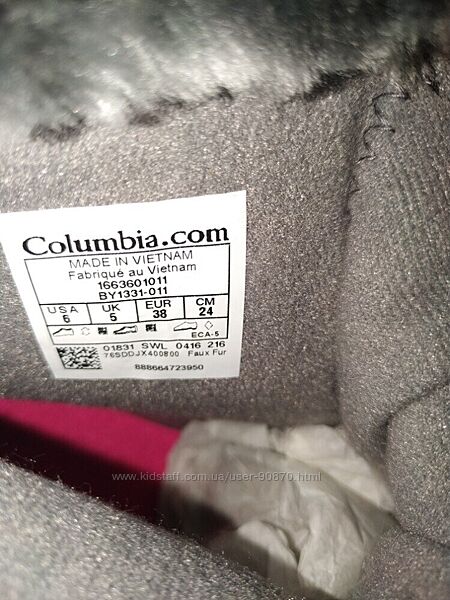 Columbia.com
MADE IN VIETNAM
Fabriqué au Vietnam
1663601011
BY1331-011
USA UK EUR CM
6 5 38 24
ECA-5
01831 SWL 0416 216
76SDDJX400800 Faux Fur
888664723950
www.kidstaff.com.ua/user-90870.html